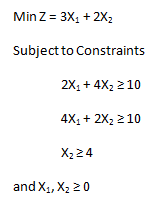 Min Z = 3X₁ + 2X₂
Subject to Constraints
2X₁ + 4X₂ ≥ 10
4X₁ + 2X₂ ≥ 10
X₂ ≥ 4
and X₁, X₂ ≥ 0